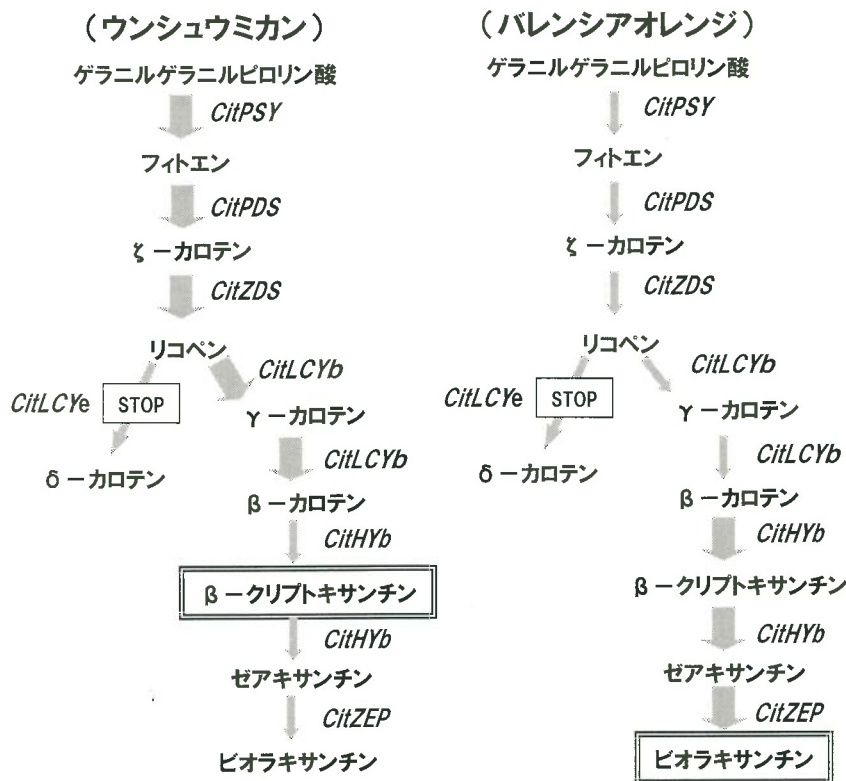 （ウンシュウミカン）
ゲラニルゲラニルピロリン酸
CitPSY
フィトエン
CitPDS
ζ－カロテン
CitZDS
リコペン
CitLCYb
CitLCYe
STOP
γ－カロテン
δ－カロテン
CitLCYb
β－カロテン
CitHYb
β－クリプトキサンチン
CitHYb
ゼアキサンチン
CitZEP
ビオラキサンチン
（バレンシアオレンジ）
ゲラニルゲラニルピロリン酸
CitPSY
フィトエン
CitPDS
ζ－カロテン
CitZDS
リコペン
CitLCYb
CitLCYe
STOP
γ－カロテン
δ－カロテン
CitLCYb
β－カロテン
CitHYb
β－クリプトキサンチン
CitHYb
ゼアキサンチン
CitZEP
ビオラキサンチン